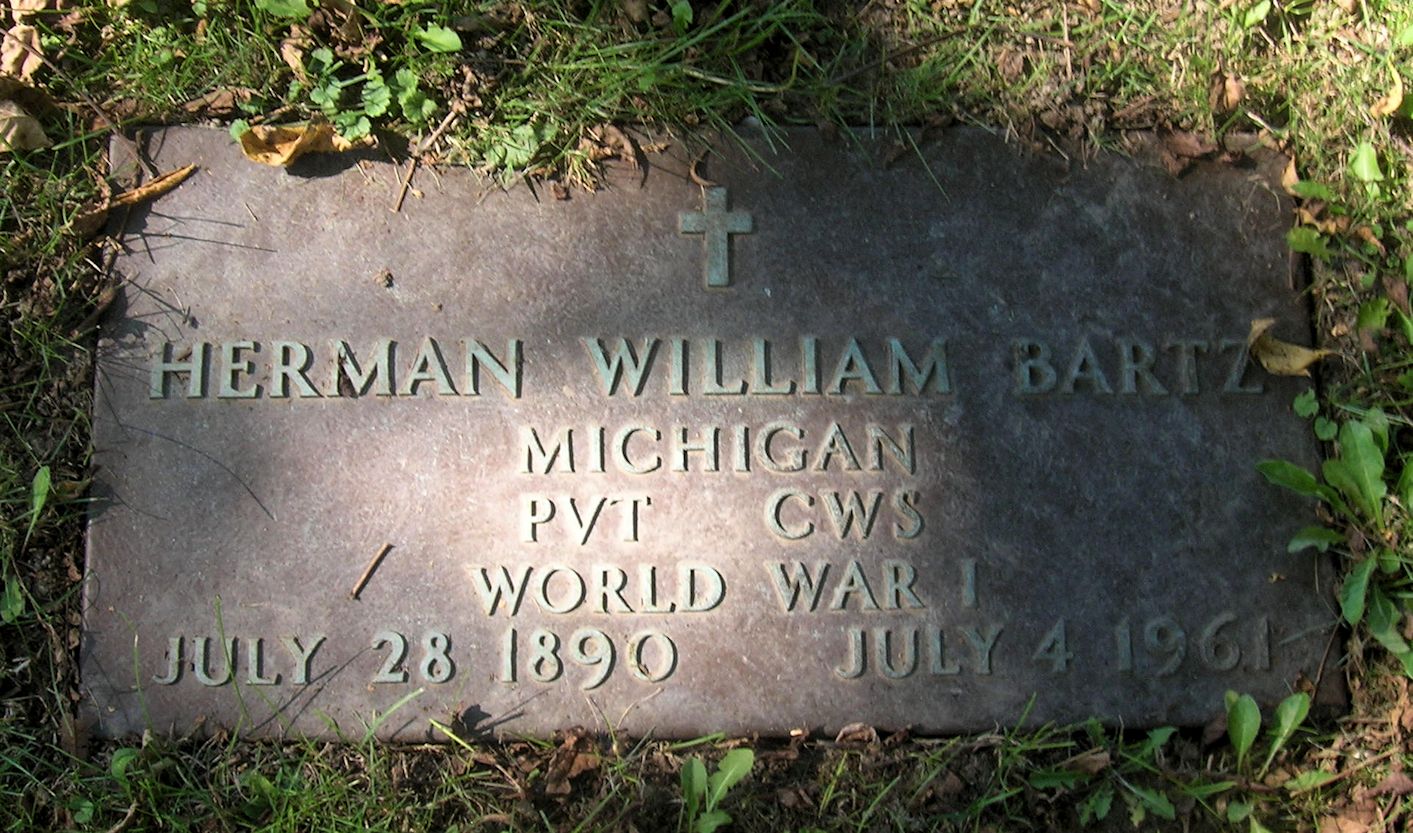 HERMAN WILLIAM BARTZ
MICHIGAN
PVT CWS
WORLD WAR I
JULY 28 1890 JULY 4 1961